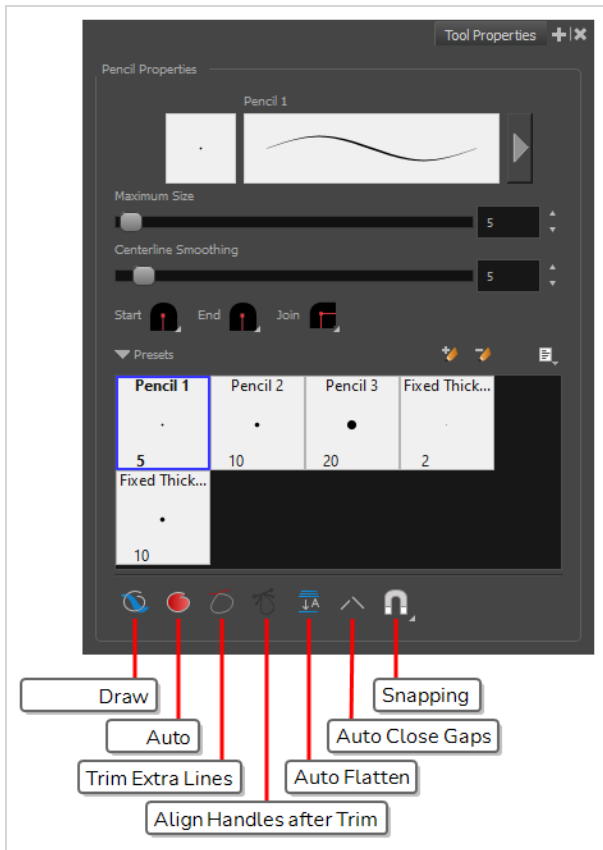 Tool Properties
Pencil Properties
Pencil 1
Maximum Size
5
Centerline Smoothing
5
Start End Join
Presets
Pencil 1 Pencil 2 Pencil 3 Fixed Thick...
5 10 20 2
Fixed Thick...
10
A
Draw Snapping
Auto Auto Close Gaps
Trim Extra Lines Auto Flatten
Align Handles after Trim